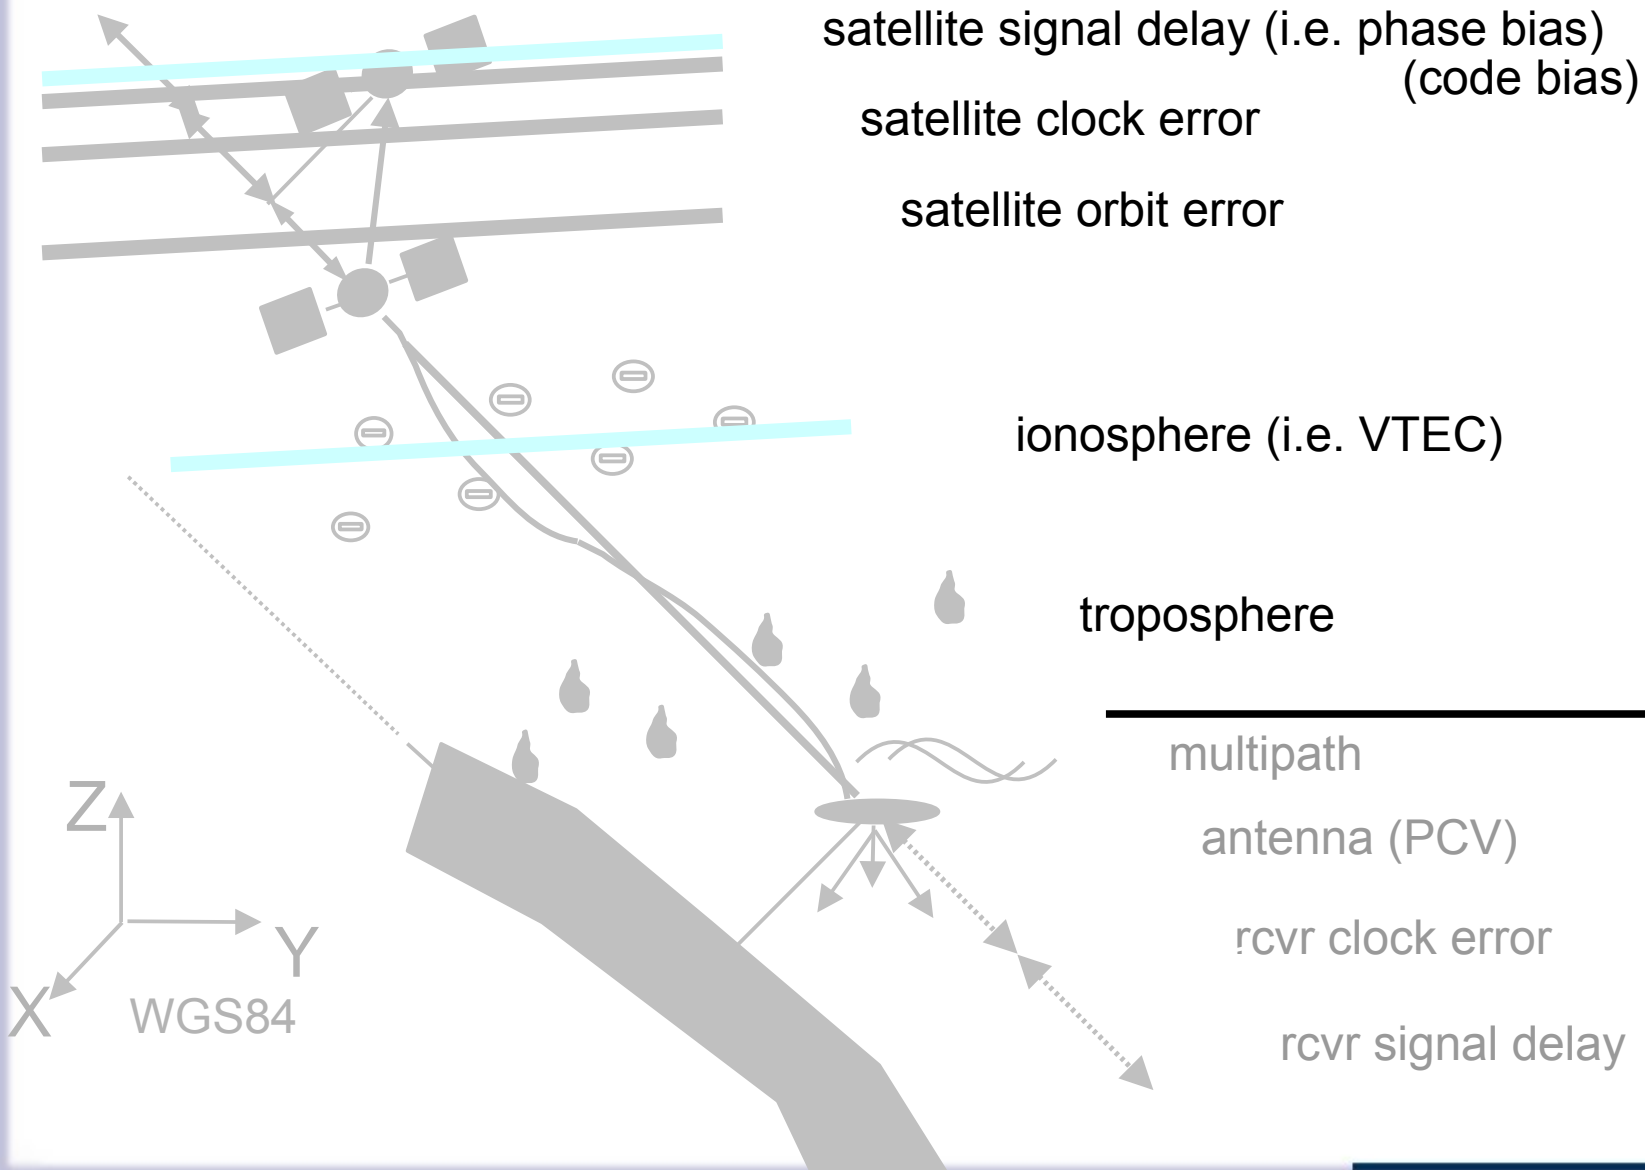 satellite signal delay (i.e. phase bias)
(code bias)
satellite clock error
satellite orbit error
ionosphere (i.e. VTEC)
troposphere
multipath
antenna (PCV)
rcvr clock error
rcvr signal delay
Z
Y
X
WGS84